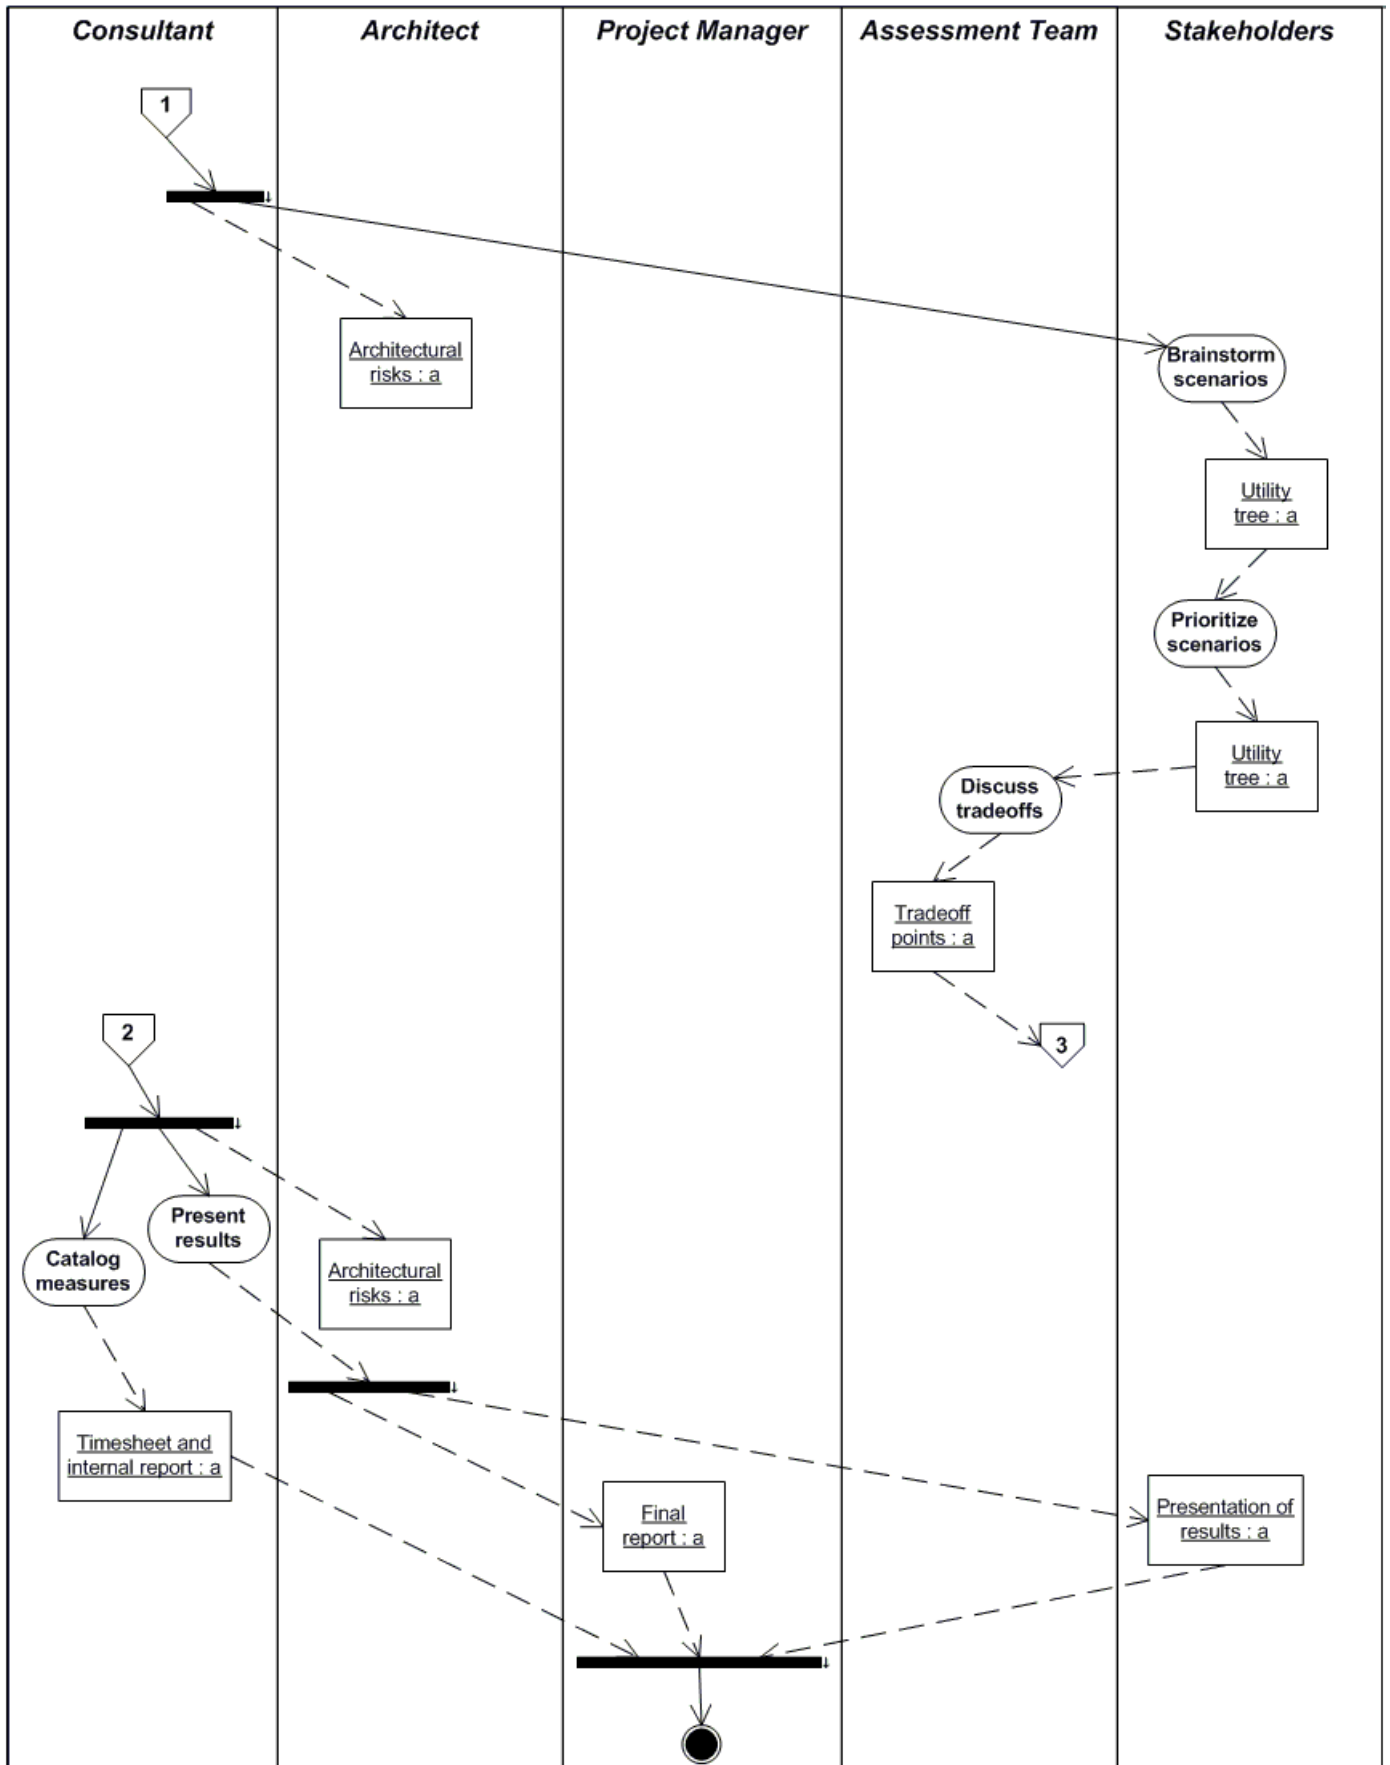 Consultant
Architect
Project Manager
Assessment Team
Stakeholders
1
Architectural
risks : a
Brainstorm
scenarios
Utility
tree : a
Prioritize
scenarios
Utility
tree : a
Discuss
tradeoffs
Tradeoff
points : a
3
2
Present
results
Catalog
measures
Architectural
risks : a
Timesheet and
internal report : a
Final
report : a
Presentation of
results : a